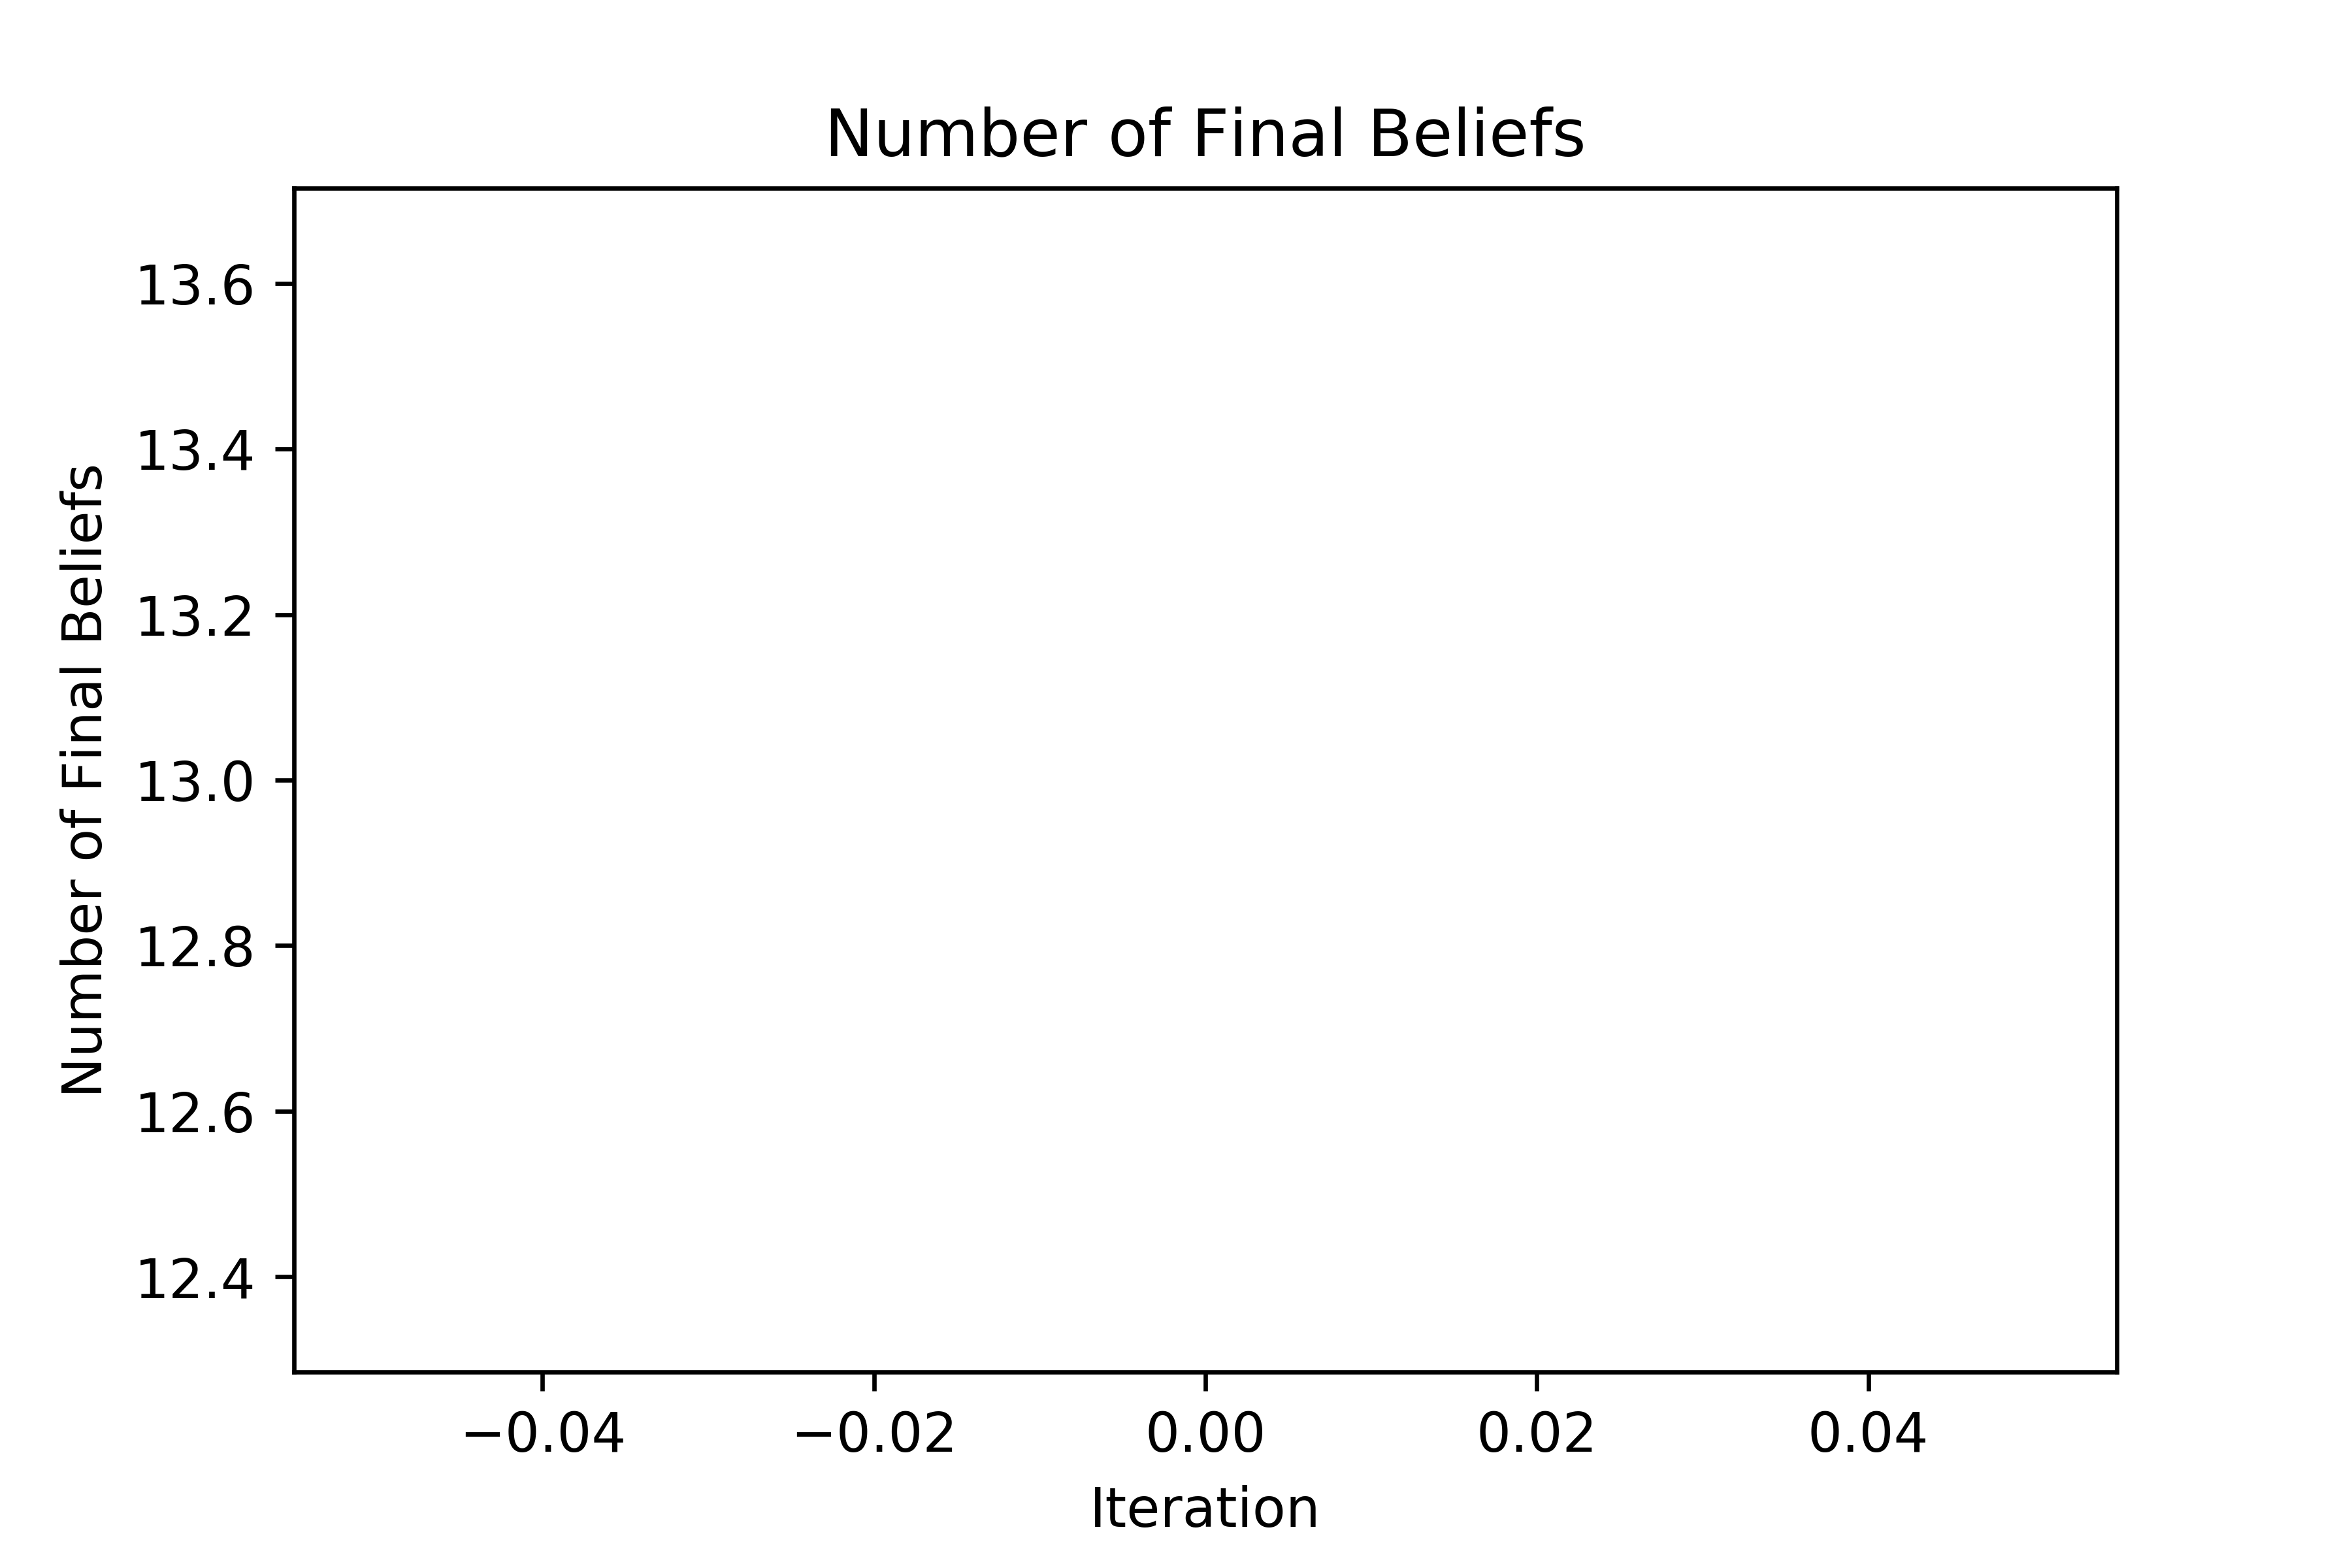 Number of Final Beliefs
Number of Final Beliefs
13.6
13.4
13.2
13.0
12.8
12.6
12.4
−0.04 −0.02 0.00 0.02 0.04
Iteration